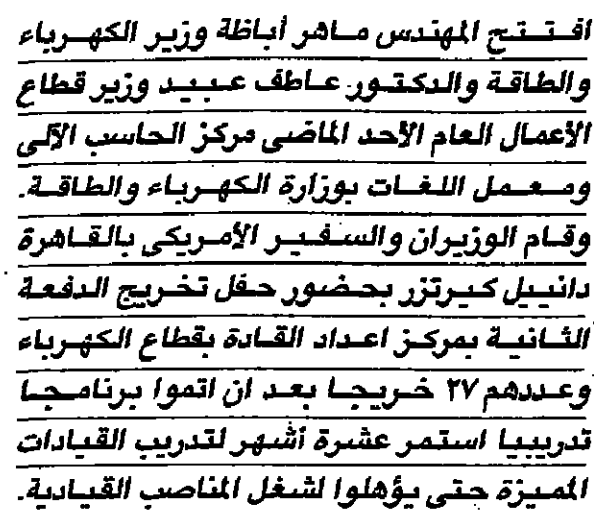 افتتح المهندس ماهر أباظة وزير الكهرباء
والطاقة والدكتور عاطف عبيد وزير قطاع
الأعمال العام الأحد الماضى مركز الحاسب الآلى
ومعمل اللغات بوزارة الكهرباء والطاقة.
وقام الوزيران والسفير الأمريكى بالقاهرة
دانييل كيرتزر بحضور حفل تخريج الدفعة
الثانية بمركز اعداد القادة بقطاع الكهرباء
وعددهم ٢٧ خريجا بعد ان اتموا برنامجا
تدريبيا استمر عشرة أشهر لتدريب القيادات
المميزة حتى يؤهلوا لشغل المناصب القيادية.